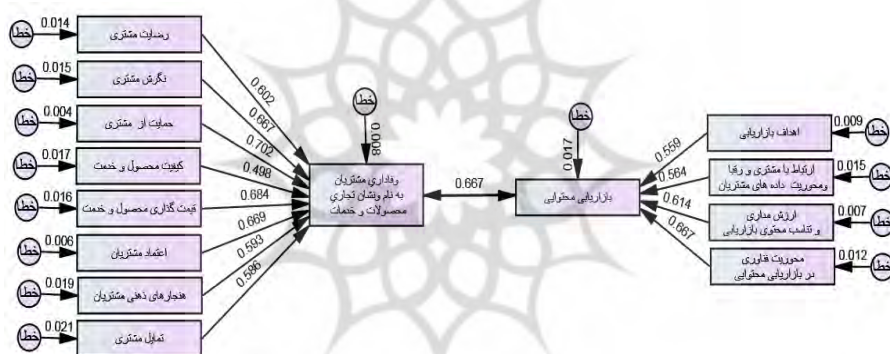 خطا 0.014 رضایت مشتری 0.602
خطا 0.015 نگرش مشتری 0.667
خطا 0.004 حمایت از مشتری 0.702
خطا 0.017 کیفیت محصول و خدمت 0.498
خطا 0.016 قیمت گذاری محصول و خدمت 0.684
خطا 0.006 اعتماد مشتریان 0.669
خطا 0.019 هنجارهای ذهنی مشتریان 0.593
خطا 0.021 تمایل مشتری 0.586
خطا
0.008
وفاداری مشتریان
به نام ونشان تجاری
محصولات و خدمات
0.667
خطا
0.017
بازاریابی محتوایی
0.559 اهداف بازاریابی 0.009 خطا
0.564 ارتباط با مشتری و رقبا
ومحوریت داده های مشتریان 0.015 خطا
0.614 ارزش مداری
و تناسب محتوی بازاریابی 0.007 خطا
0.667 محوریت فناوری
در بازاریابی محتوایی 0.012 خطا